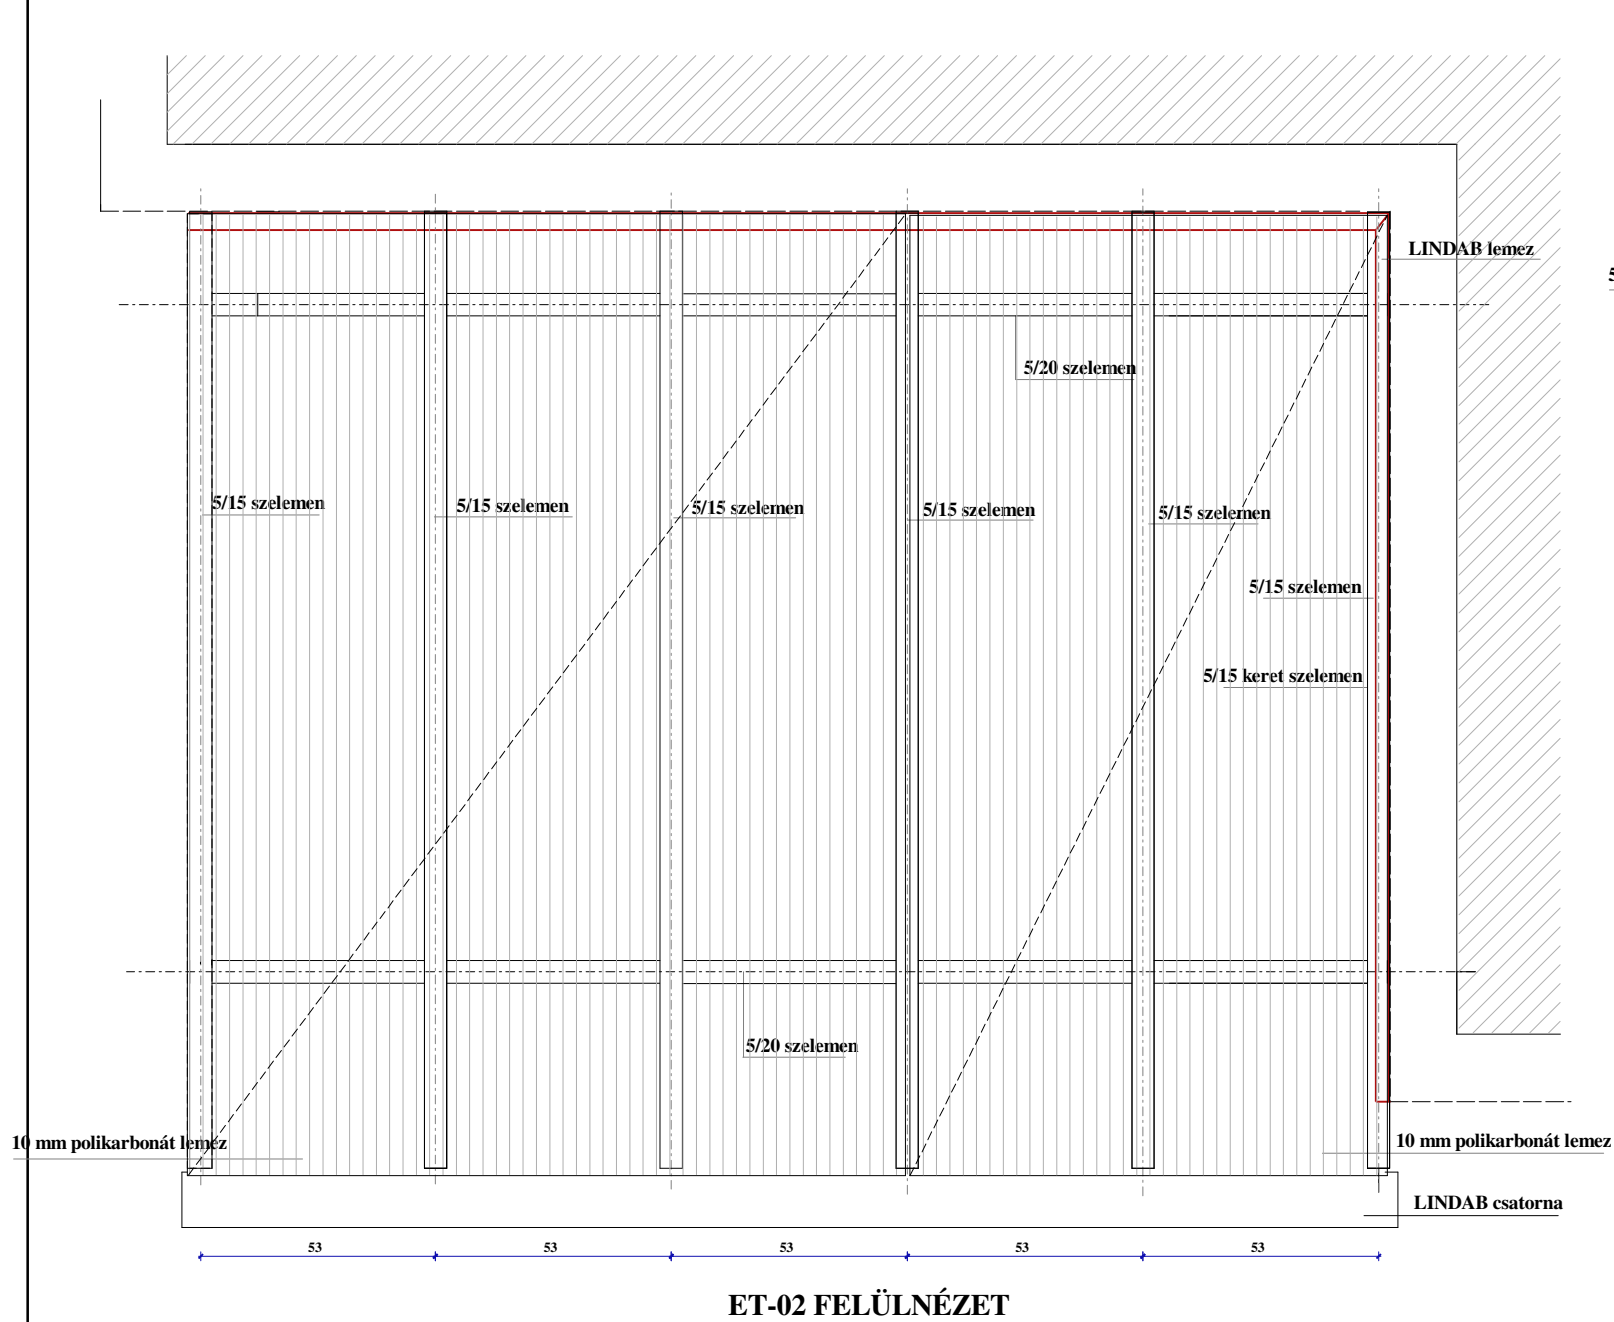 LINDAB lemez
5/20 szelemen
5/15 szelemen
5/15 szelemen
5/15 szelemen
5/15 szelemen
5/15 szelemen
5/15 szelemen
5/15 keret szelemen
5/20 szelemen
10 mm polikarbonát lemez
10 mm polikarbonát lemez
LINDAB csatorna
53
53
53
53
53
ET-02 FELÜLNÉZET